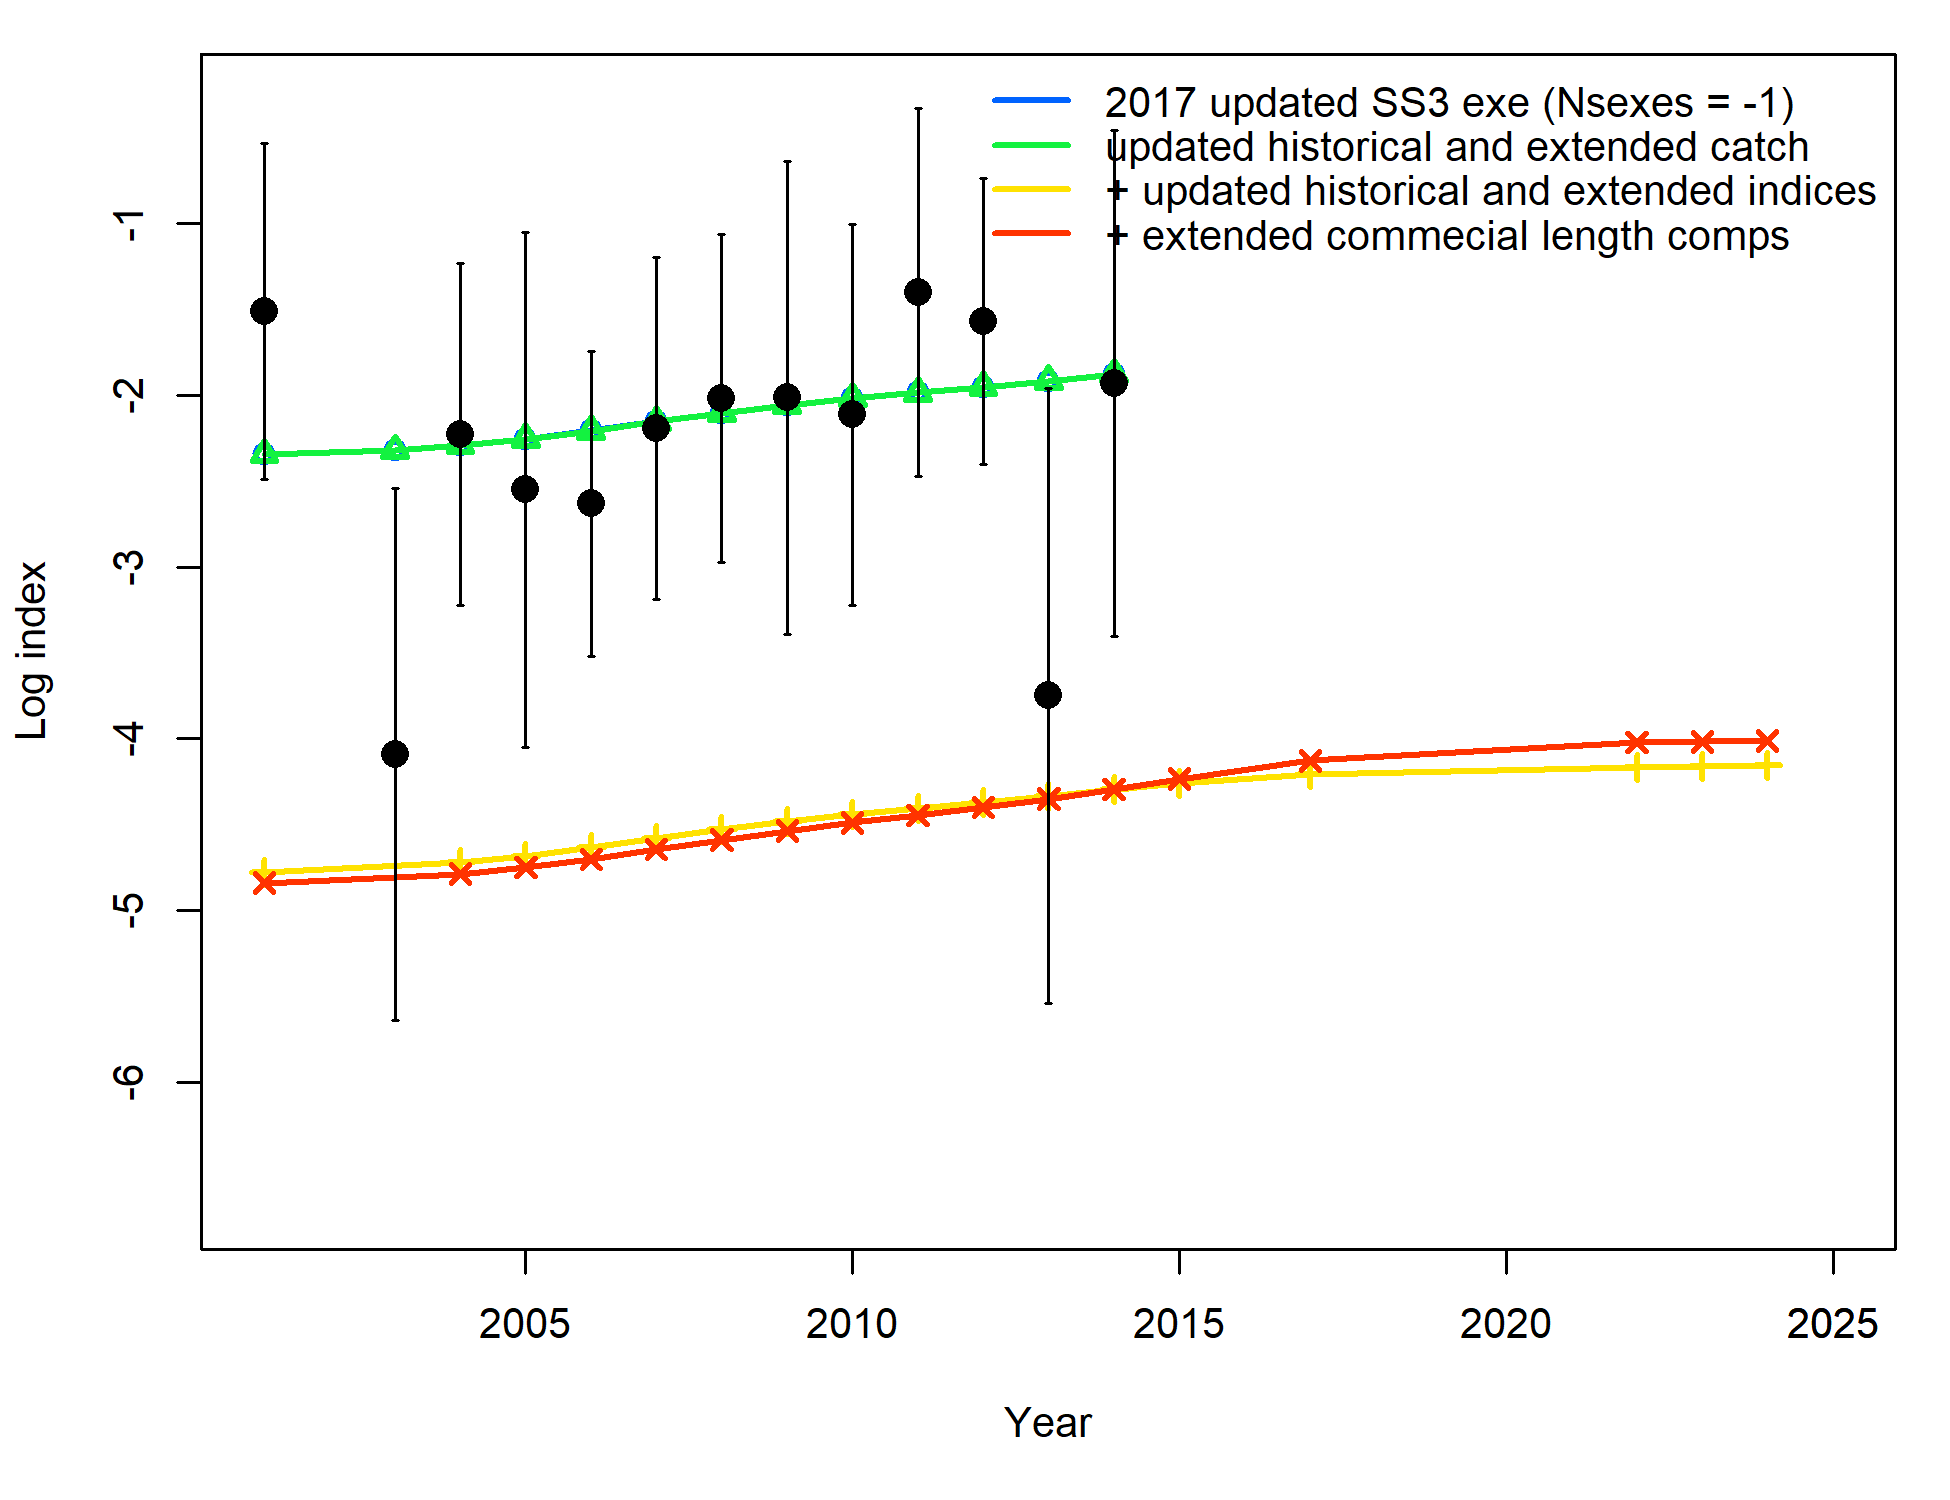 2017 updated SS3 exe (Nsexes = -1)
updated historical and extended catch
+ updated historical and extended indices
+ extended commecial length comps
-1
-2
-3
-4
-5
-6
Log index
2005 2010 2015 2020 2025
Year